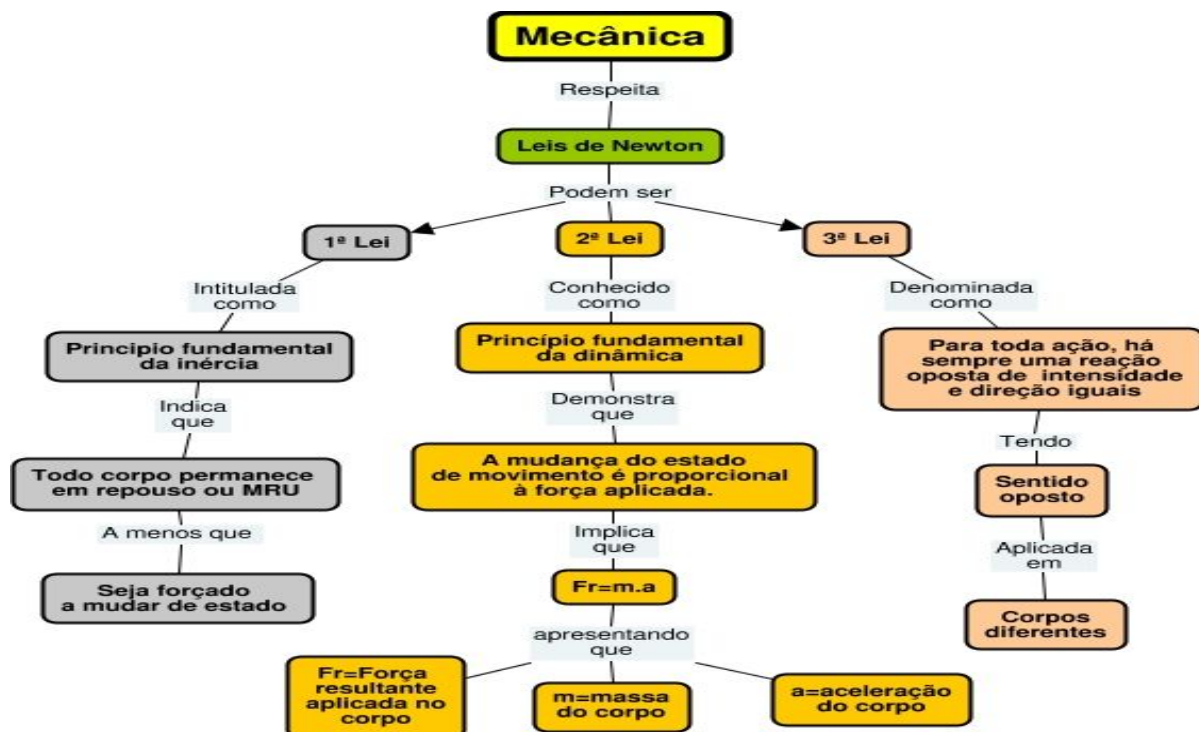 Mecânica
Respeita
Leis de Newton
Podem ser
1ª Lei
2ª Lei
3ª Lei
Intitulada
como
Conhecido
como
Denominada
como
Principio fundamental
da inércia
Princípio fundamental
da dinâmica
Para toda ação, há
sempre uma reação
oposta de intensidade
e direção iguais
Indica
que
Demonstra
que
Tendo
Todo corpo permanece
em repouso ou MRU
A mudança do estado
de movimento é proporcional
à força aplicada.
Sentido
oposto
A menos que
Implica
que
Aplicada
em
Seja forçado
a mudar de estado
Fr=m.a
Corpos
diferentes
apresentando
que
Fr=Força
resultante
aplicada no
corpo
m=massa
do corpo
a=aceleração
do corpo